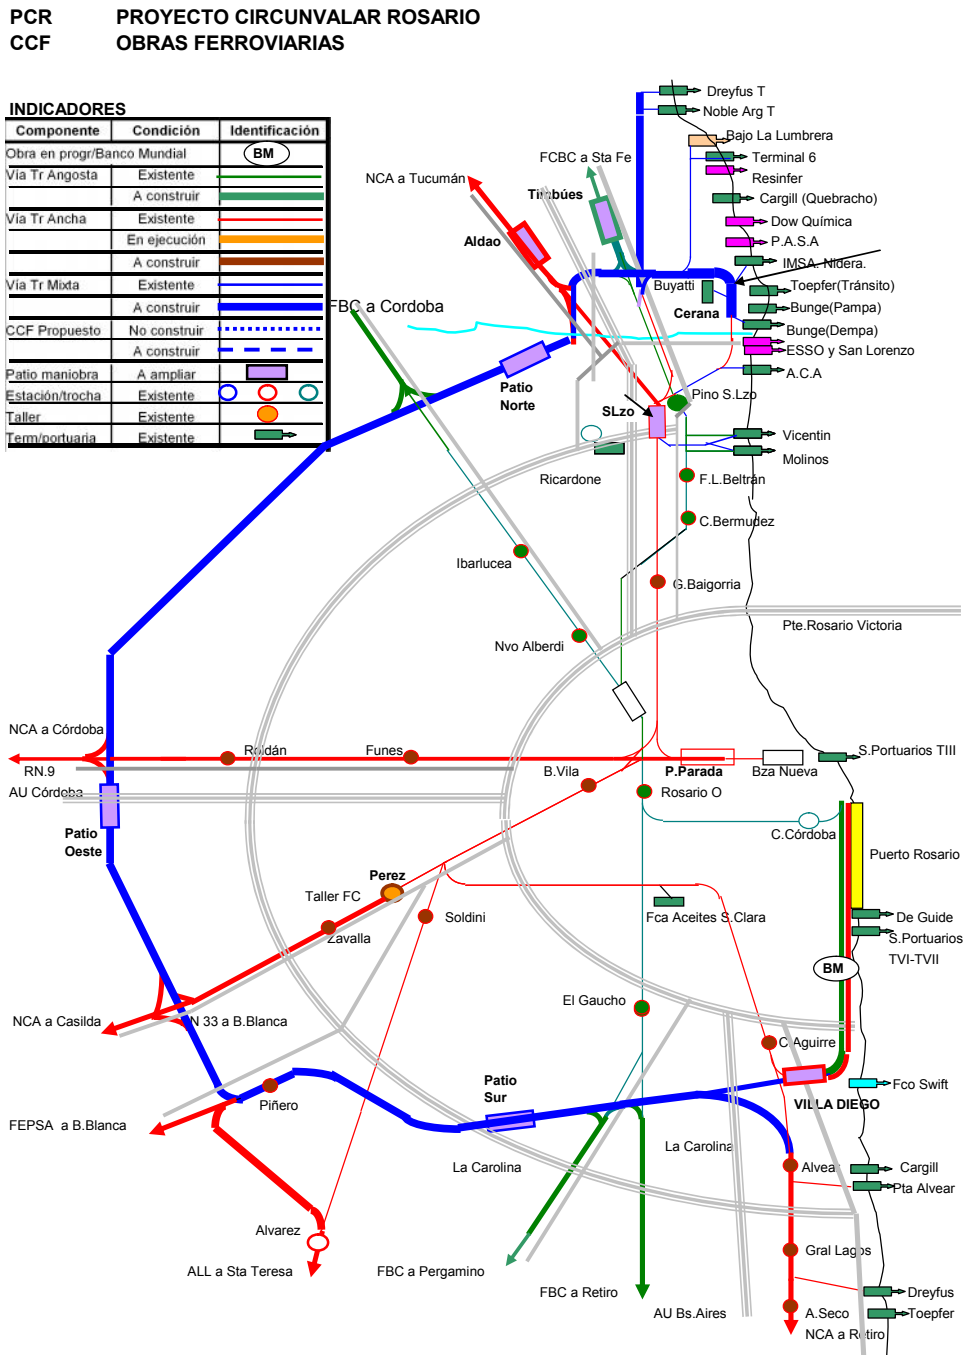 PCR PROYECTO CIRCUNVALAR ROSARIO
CCF OBRAS FERROVIARIAS
INDICADORES
Componente Condición Identificación
Obra en progr/Banco Mundial BM
Via Tr Angosta Existente
A construir
Vía Tr Ancha Existente
En ejecución
A construir
Via Tr Mixta Existente
A construir
CCF Propuesto No construir
A construir
Patio maniobra A ampliar
Estación/trocha Existente
Taller Existente
Term/portuaria Existente
Dreyfus T
Noble Arg T
Bajo La Lumbrera
Terminal 6
Resinfer
Cargill (Quebracho)
Dow Química
P.A.S.A
IMSA. Nidera.
Toepfer(Tránsito)
Bunge(Pampa)
Bunge(Dempa)
ESSO y San Lorenzo
A.C.A
Vicentin
Molinos
FCBC a Sta Fe
NCA a Tucumán
Timbúes
Aldao
Buyatti
Cerana
FBC a Cordoba
Patio
Norte
SLzo
Pino S.Lzo
Ricardone
F.L.Beltrán
C.Bermudez
Ibarlucea
G.Baigorria
Nvo Alberdi
Pte.Rosario Victoria
NCA a Córdoba
RN.9
AU Córdoba
Roldán
Funes
B.Vila
P.Parada
Bza Nueva
S.Portuarios TIII
Rosario O
Patio
Oeste
C.Córdoba
Puerto Rosario
Perez
Taller FC
Soldini
Zavalla
Fca Aceites S.Clara
De Guide
S.Portuarios
TVI-TVII
BM
El Gaucho
NCA a Casilda
N 33 a B.Blanca
C.Aguirre
Patio
Sur
Piñero
VILLA DIEGO
Fco Swift
FEPSA a B.Blanca
La Carolina
La Carolina
Alvear
Cargill
Pta Alvear
Alvarez
ALL a Sta Teresa
FBC a Pergamino
FBC a Retiro
AU Bs.Aires
Gral Lagos
Dreyfus
A.Seco
Toepfer
NCA a Retiro